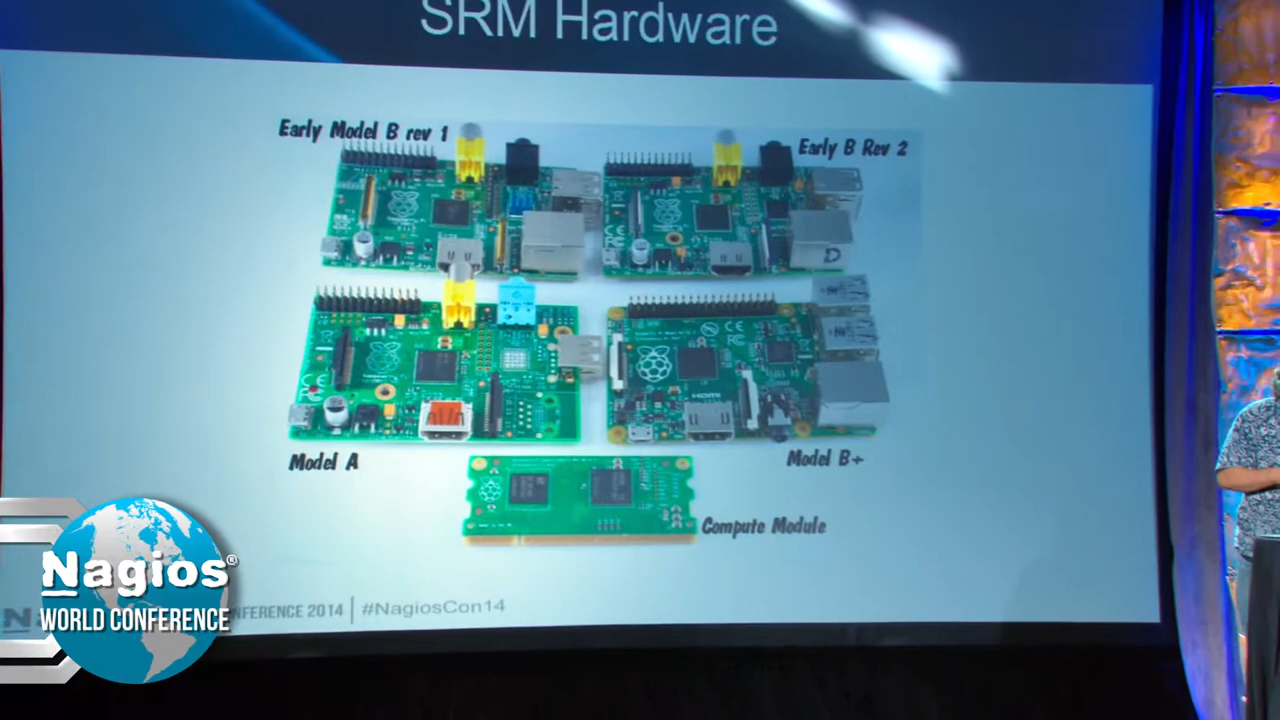 SRM Hardware
Early Model B rev 1
Early B Rev 2
HDMI
Model A
Model B+
Compute Module
Nagios®
WORLD CONFERENCE
NFERENCE 2014 | #NagiosCon14